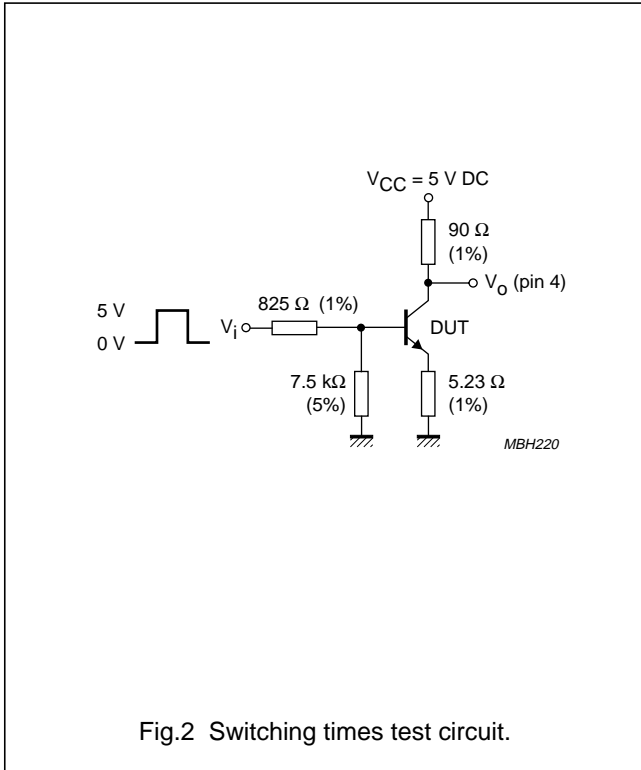 V_CC = 5 V DC
90 Ω
(1%)
V_o (pin 4)
825 Ω (1%)
5 V
0 V
V_i
DUT
7.5 kΩ
(5%)
5.23 Ω
(1%)
MBH220
Fig.2 Switching times test circuit.